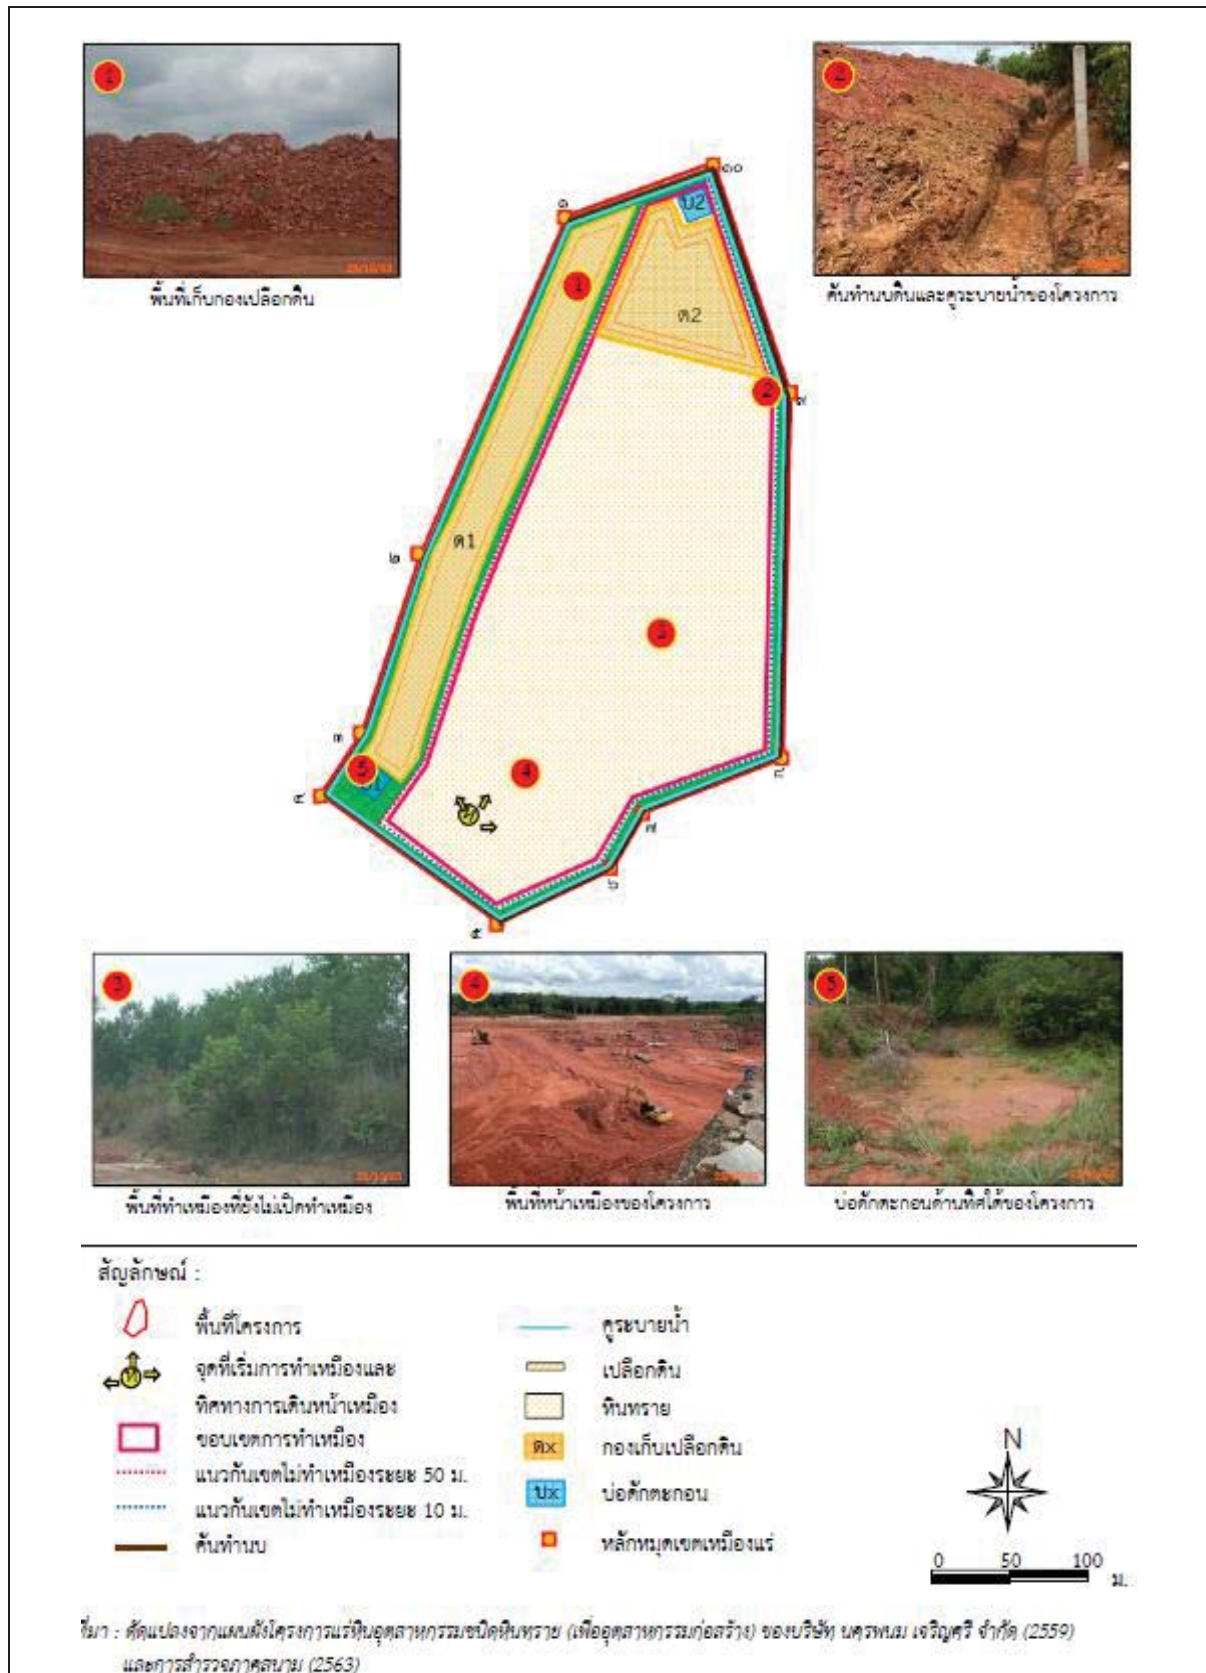 1
2
พื้นที่เก็บกองเปลือกดิน
คันทำนบดินและคูระบายน้ำของโครงการ
๑๐
๑
บ2
1
ด2
2
๙
ด1
๒
3
๓
5
4
๘
๔
๗
๖
๕
3
4
5
พื้นที่ทำเหมืองที่ยังไม่เปิดทำเหมือง
พื้นที่หน้าเหมืองของโครงการ
บ่อดักตะกอนด้านทิศใต้ของโครงการ
สัญลักษณ์ :
พื้นที่โครงการ
คูระบายน้ำ
จุดที่เริ่มการทำเหมืองและ
ทิศทางการเดินหน้าเหมือง
เปลือกดิน
หินทราย
ขอบเขตการทำเหมือง
ดx
กองเก็บเปลือกดิน
แนวกันเขตไม่ทำเหมืองระยะ 50 ม.
บx
บ่อดักตะกอน
แนวกันเขตไม่ทำเหมืองระยะ 10 ม.
คันทำนบ
หลักหมุดเขตเหมืองแร่
N
0 50 100
ม.
ที่มา : ดัดแปลงจากแผนผังโครงการแร่หินอุตสาหกรรมชนิดหินทราย (เพื่ออุตสาหกรรมก่อสร้าง) ของบริษัท นครพนม เจริญศรี จำกัด (2559)
และการสำรวจภาคสนาม (2563)